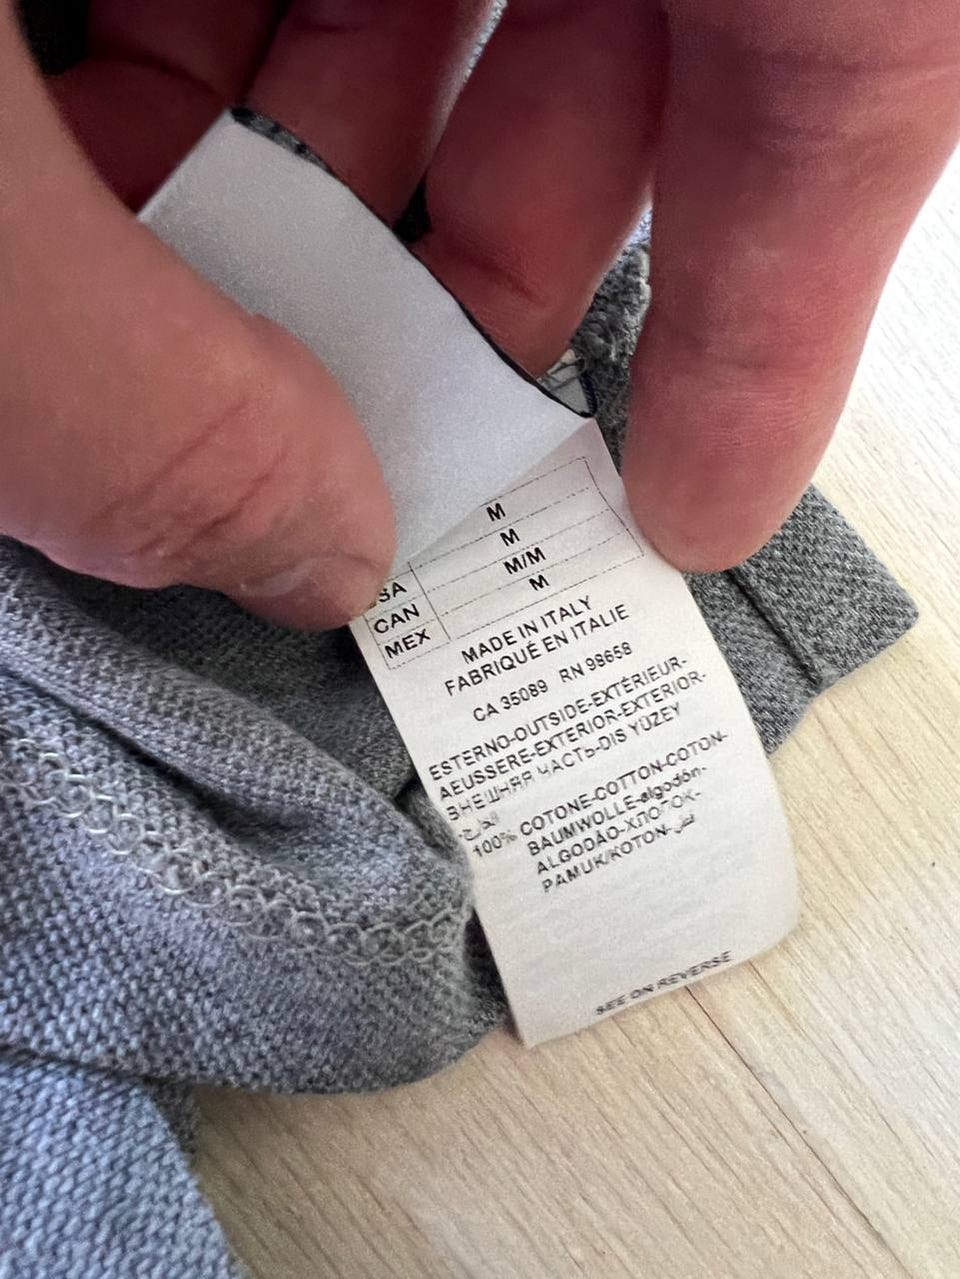 M
SA M
CAN M/M
MEX M
MADE IN ITALY
FABRIQUÉ EN ITALIE
CA 35089 RN 98658
ESTERNO-OUTSIDE-EXTÉRIEUR-
AEUSSERE-EXTERIOR-EXTERIOR-
ВНЕШНЯЯ ЧАСТЬ-DIS YÜZEY
100% COTONE-COTTON-COTON-
BAUMWOLLE-algodón-
ALGODÃO-ХЛОПОК-
PAMUK/KOTON-
SEE ON REVERSE